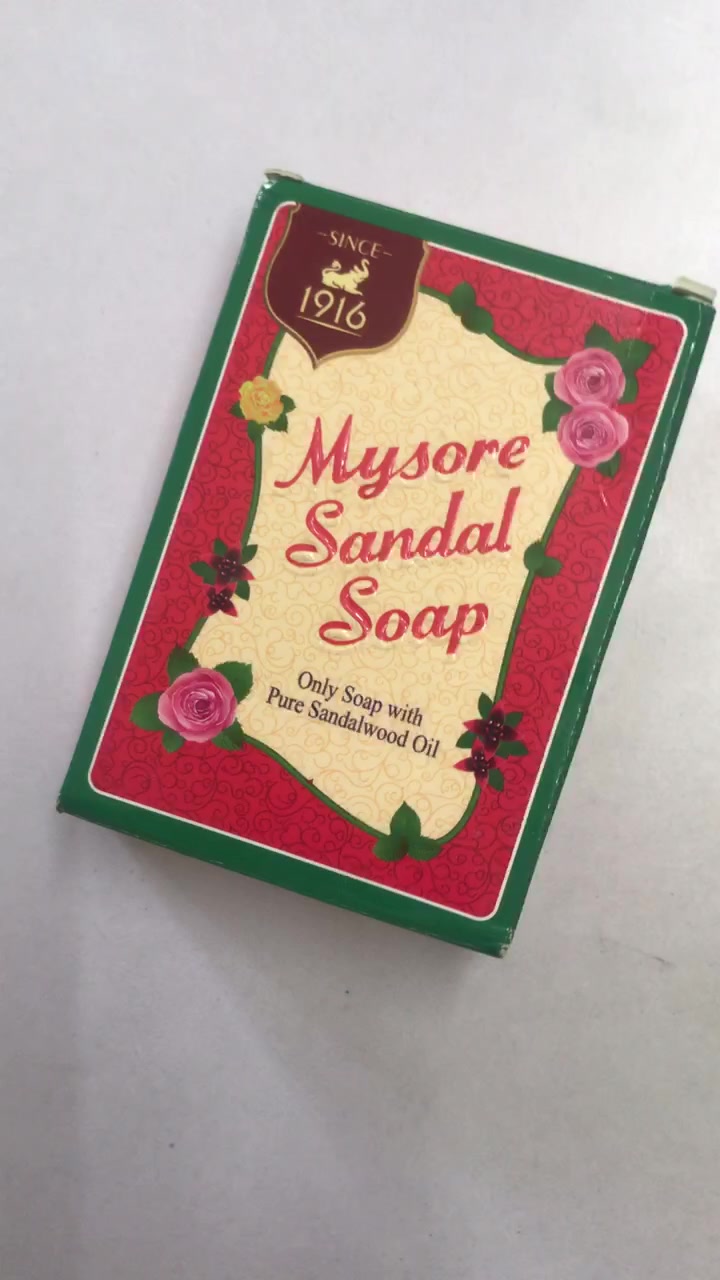 -SINCE-
1916
Mysore
Sandal
Soap
Only Soap with
Pure Sandalwood Oil